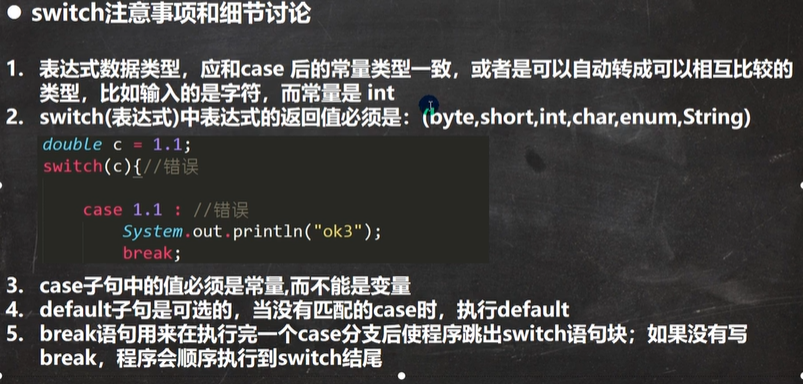 ● switch注意事项和细节讨论
1. 表达式数据类型，应和case 后的常量类型一致，或者是可以自动转成可以相互比较的
类型，比如输入的是字符，而常量是 int
2. switch(表达式)中表达式的返回值必须是：(byte,short,int,char,enum,String)
double c = 1.1;
switch(c){//错误
case 1.1 : //错误
System.out.println("ok3");
break;
3. case子句中的值必须是常量,而不能是变量
4. default子句是可选的，当没有匹配的case时，执行default
5. break语句用来在执行完一个case分支后使程序跳出switch语句块；如果没有写
break，程序会顺序执行到switch结尾